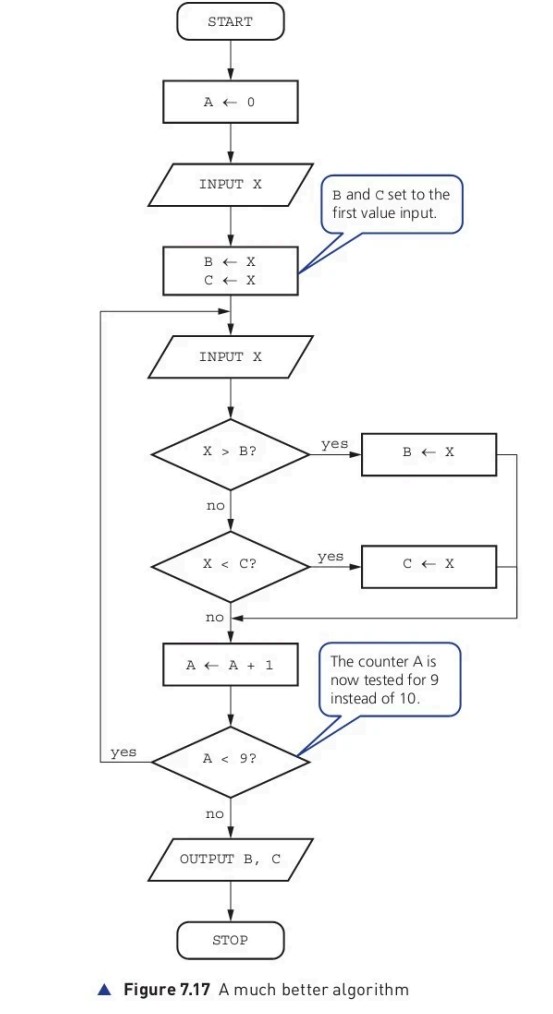 START
A ← 0
INPUT X
B and C set to the
first value input.
B ← X
C ← X
INPUT X
X > B?
yes
B ← X
no
X < C?
yes
C ← X
no
A ← A + 1
The counter A is
now tested for 9
instead of 10.
A < 9?
yes
no
OUTPUT B, C
STOP
▲ Figure 7.17 A much better algorithm